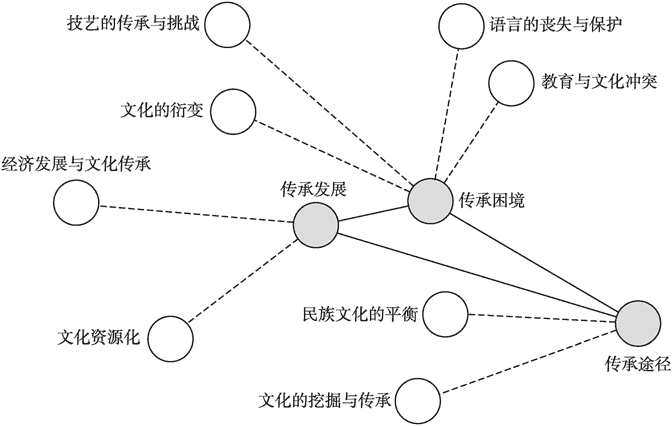 技艺的传承与挑战
语言的丧失与保护
教育与文化冲突
文化的衍变
经济发展与文化传承
传承发展
传承困境
民族文化的平衡
文化资源化
传承途径
文化的挖掘与传承